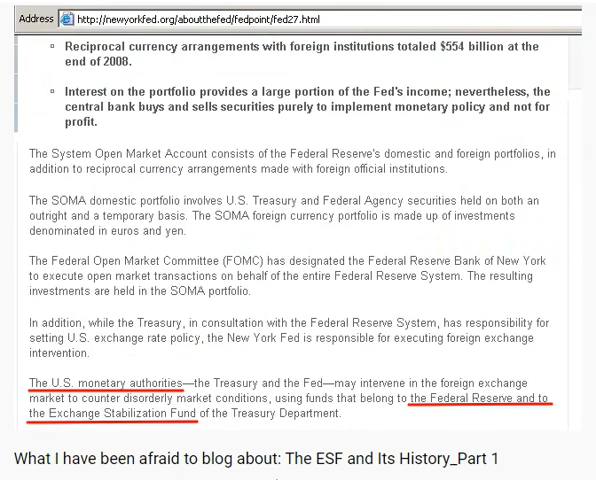 Address http://newyorkfed.org/aboutthefed/fedpoint/fed27.html
Reciprocal currency arrangements with foreign institutions totaled $554 billion at the
end of 2008.
Interest on the portfolio provides a large portion of the Fed's income; nevertheless, the
central bank buys and sells securities purely to implement monetary policy and not for
profit.
The System Open Market Account consists of the Federal Reserve's domestic and foreign portfolios, in
addition to reciprocal currency arrangements made with foreign official institutions.
The SOMA domestic portfolio involves U.S. Treasury and Federal Agency securities held on both an
outright and a temporary basis. The SOMA foreign currency portfolio is made up of investments
denominated in euros and yen.
The Federal Open Market Committee (FOMC) has designated the Federal Reserve Bank of New York
to execute open market transactions on behalf of the entire Federal Reserve System. The resulting
investments are held in the SOMA portfolio.
In addition, while the Treasury, in consultation with the Federal Reserve System, has responsibility for
setting U.S. exchange rate policy, the New York Fed is responsible for executing foreign exchange
intervention.
The U.S. monetary authorities—the Treasury and the Fed—may intervene in the foreign exchange
market to counter disorderly market conditions, using funds that belong to the Federal Reserve and to
the Exchange Stabilization Fund of the Treasury Department.
What I have been afraid to blog about: The ESF and Its History_Part 1